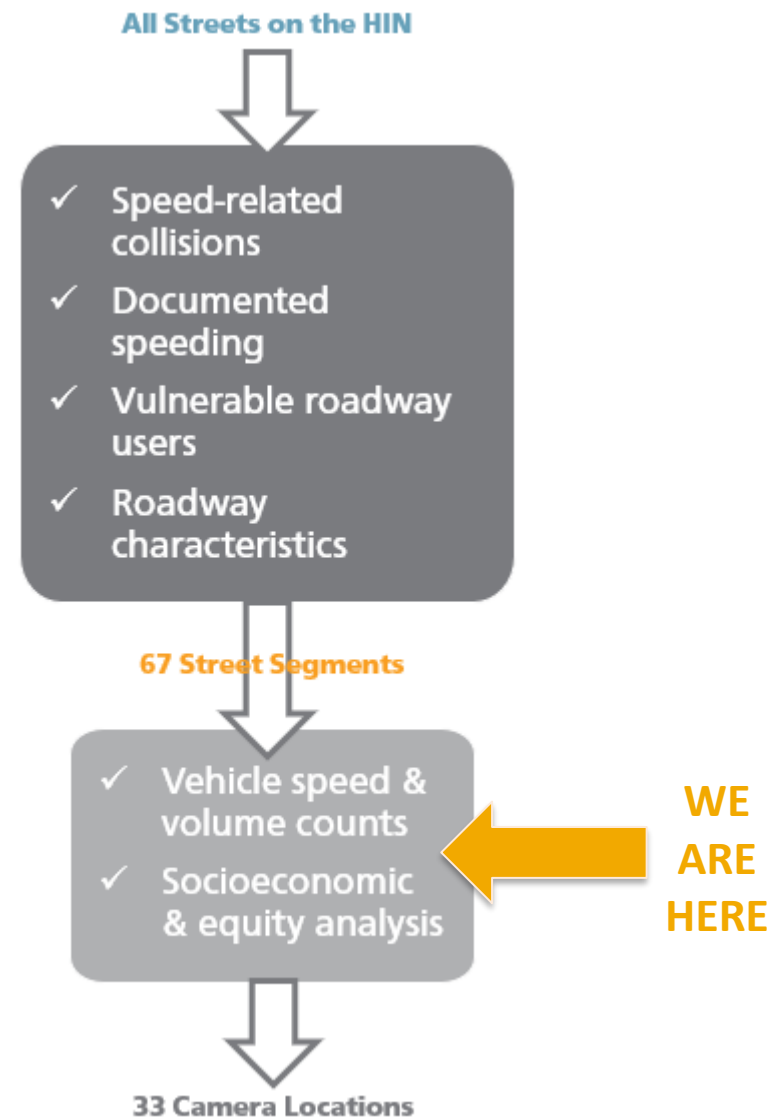 All Streets on the HIN
✓ Speed-related
collisions
✓ Documented
speeding
✓ Vulnerable roadway
users
✓ Roadway
characteristics
67 Street Segments
✓ Vehicle speed &
volume counts
✓ Socioeconomic
& equity analysis
WE
ARE
HERE
33 Camera Locations